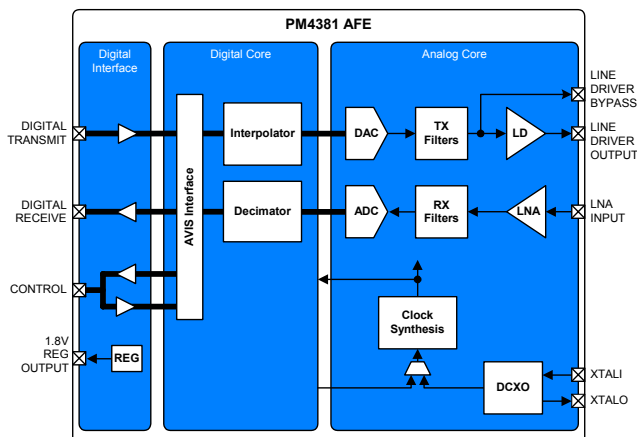 PM4381 AFE
Digital
Interface
Digital Core
Analog Core
LINE
DRIVER
BYPASS
DIGITAL
TRANSMIT
Interpolator
DAC
TX
Filters
LD
LINE
DRIVER
OUTPUT
AVIS Interface
DIGITAL
RECEIVE
Decimator
ADC
RX
Filters
LNA
LNA
INPUT
CONTROL
Clock
Synthesis
1.8V
REG
OUTPUT
REG
DCXO
XTALI
XTALO